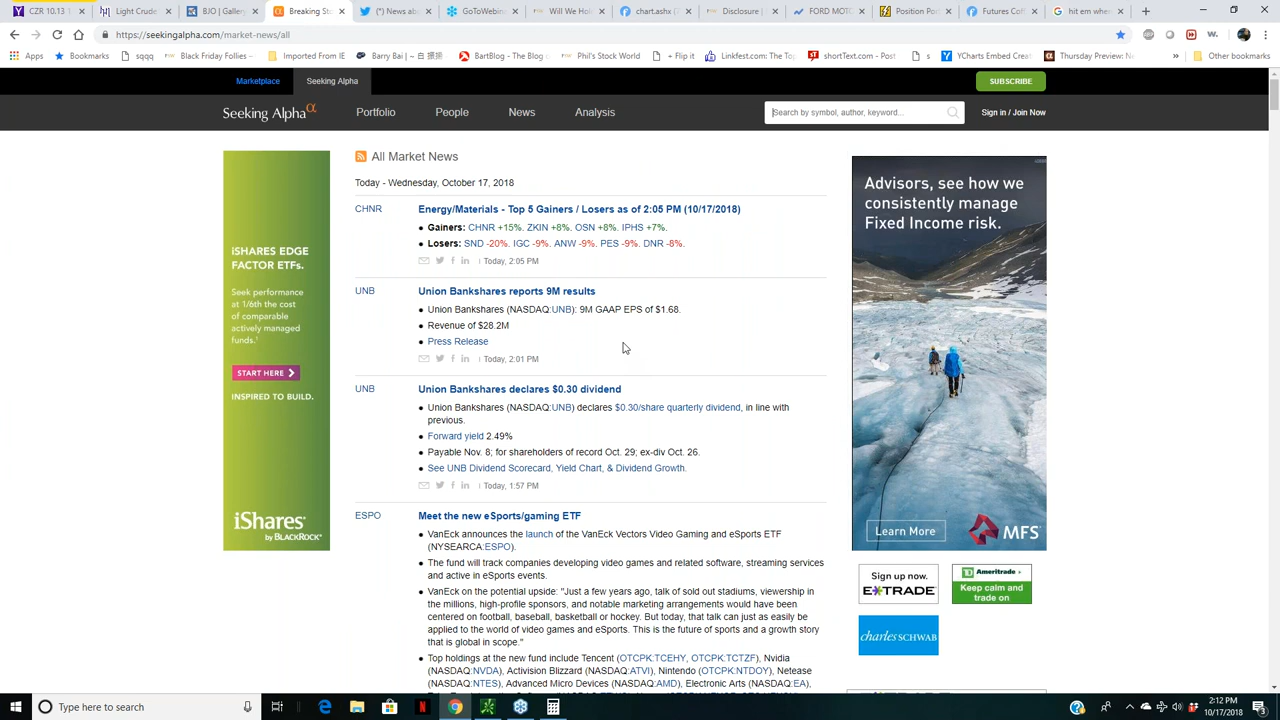 CZR 10.13 1
Light Crude
BJ's Going
Breaking St
(*) (News ab
GoToWebin
Will We Hol
chart.ashx
Disclosure |
FORD MOT
Position Cal
Futures Cal
hit em wher
https://seekingalpha.com/market-news/all
Apps
Bookmarks
sqqq
Black Friday Follies
Imported From IE
Barry Bai
BartBlog - The Blog
Phil's Stock World
+ Flip it
Linkfest.com: The To
shortText.com - Post
s
YCharts Embed Creat
Thursday Preview: Ne
»
Other bookmarks
Marketplace
Seeking Alpha
SUBSCRIBE
Seeking Alpha α
Portfolio
People
News
Analysis
Search by symbol, author, keyword...
Sign in / Join Now
All Market News
Today - Wednesday, October 17, 2018
CHNR
Energy/Materials - Top 5 Gainers / Losers as of 2:05 PM (10/17/2018)
• Gainers: CHNR +15%. ZKIN +8%. OSN +8%. IPHS +7%.
• Losers: SND -20%. IGC -9%. ANW -9%. PES -9%. DNR -8%.
Today, 2:05 PM
UNB
Union Bankshares reports 9M results
• Union Bankshares (NASDAQ:UNB): 9M GAAP EPS of $1.68.
• Revenue of $28.2M
• Press Release
Today, 2:01 PM
UNB
Union Bankshares declares $0.30 dividend
• Union Bankshares (NASDAQ:UNB) declares $0.30/share quarterly dividend, in line with
previous.
• Forward yield 2.49%
• Payable Nov. 8; for shareholders of record Oct. 29; ex-div Oct. 26.
• See UNB Dividend Scorecard, Yield Chart, & Dividend Growth.
Today, 1:57 PM
ESPO
Meet the new eSports/gaming ETF
• VanEck announces the launch of the VanEck Vectors Video Gaming and eSports ETF
(NYSEARCA:ESPO).
• The fund will track companies developing video games and related software, streaming services
and active in eSports events.
• VanEck on the potential upside: "Just a few years ago, talk of sold out stadiums, viewership in
the millions, high-profile sponsors, and notable marketing arrangements would have been
centered on football, baseball, basketball or hockey. But today, that talk can just as easily be
applied to the world of video games and eSports. This is the future of sports and a growth story
that is global in scope."
• Top holdings at the new fund include Tencent (OTCPK:TCEHY, OTCPK:TCTZF), Nvidia
(NASDAQ:NVDA), Activision Blizzard (NASDAQ:ATVI), Nintendo (OTCPK:NTDOY), Netease
(NASDAQ:NTES), Advanced Micro Devices (NASDAQ:AMD), Electronic Arts (NASDAQ:EA),
iSHARES EDGE
FACTOR ETFs.
Seek performance
at 1/6th the cost
of comparable
actively managed
funds.¹
START HERE
INSPIRED TO BUILD.
iShares®
by BLACKROCK®
Advisors, see how we
consistently manage
Fixed Income risk.
Learn More
MFS
Sign up now.
E*TRADE
TD Ameritrade
Keep calm and
trade on
charles SCHWAB
Type here to search
2:12 PM
10/17/2018
3